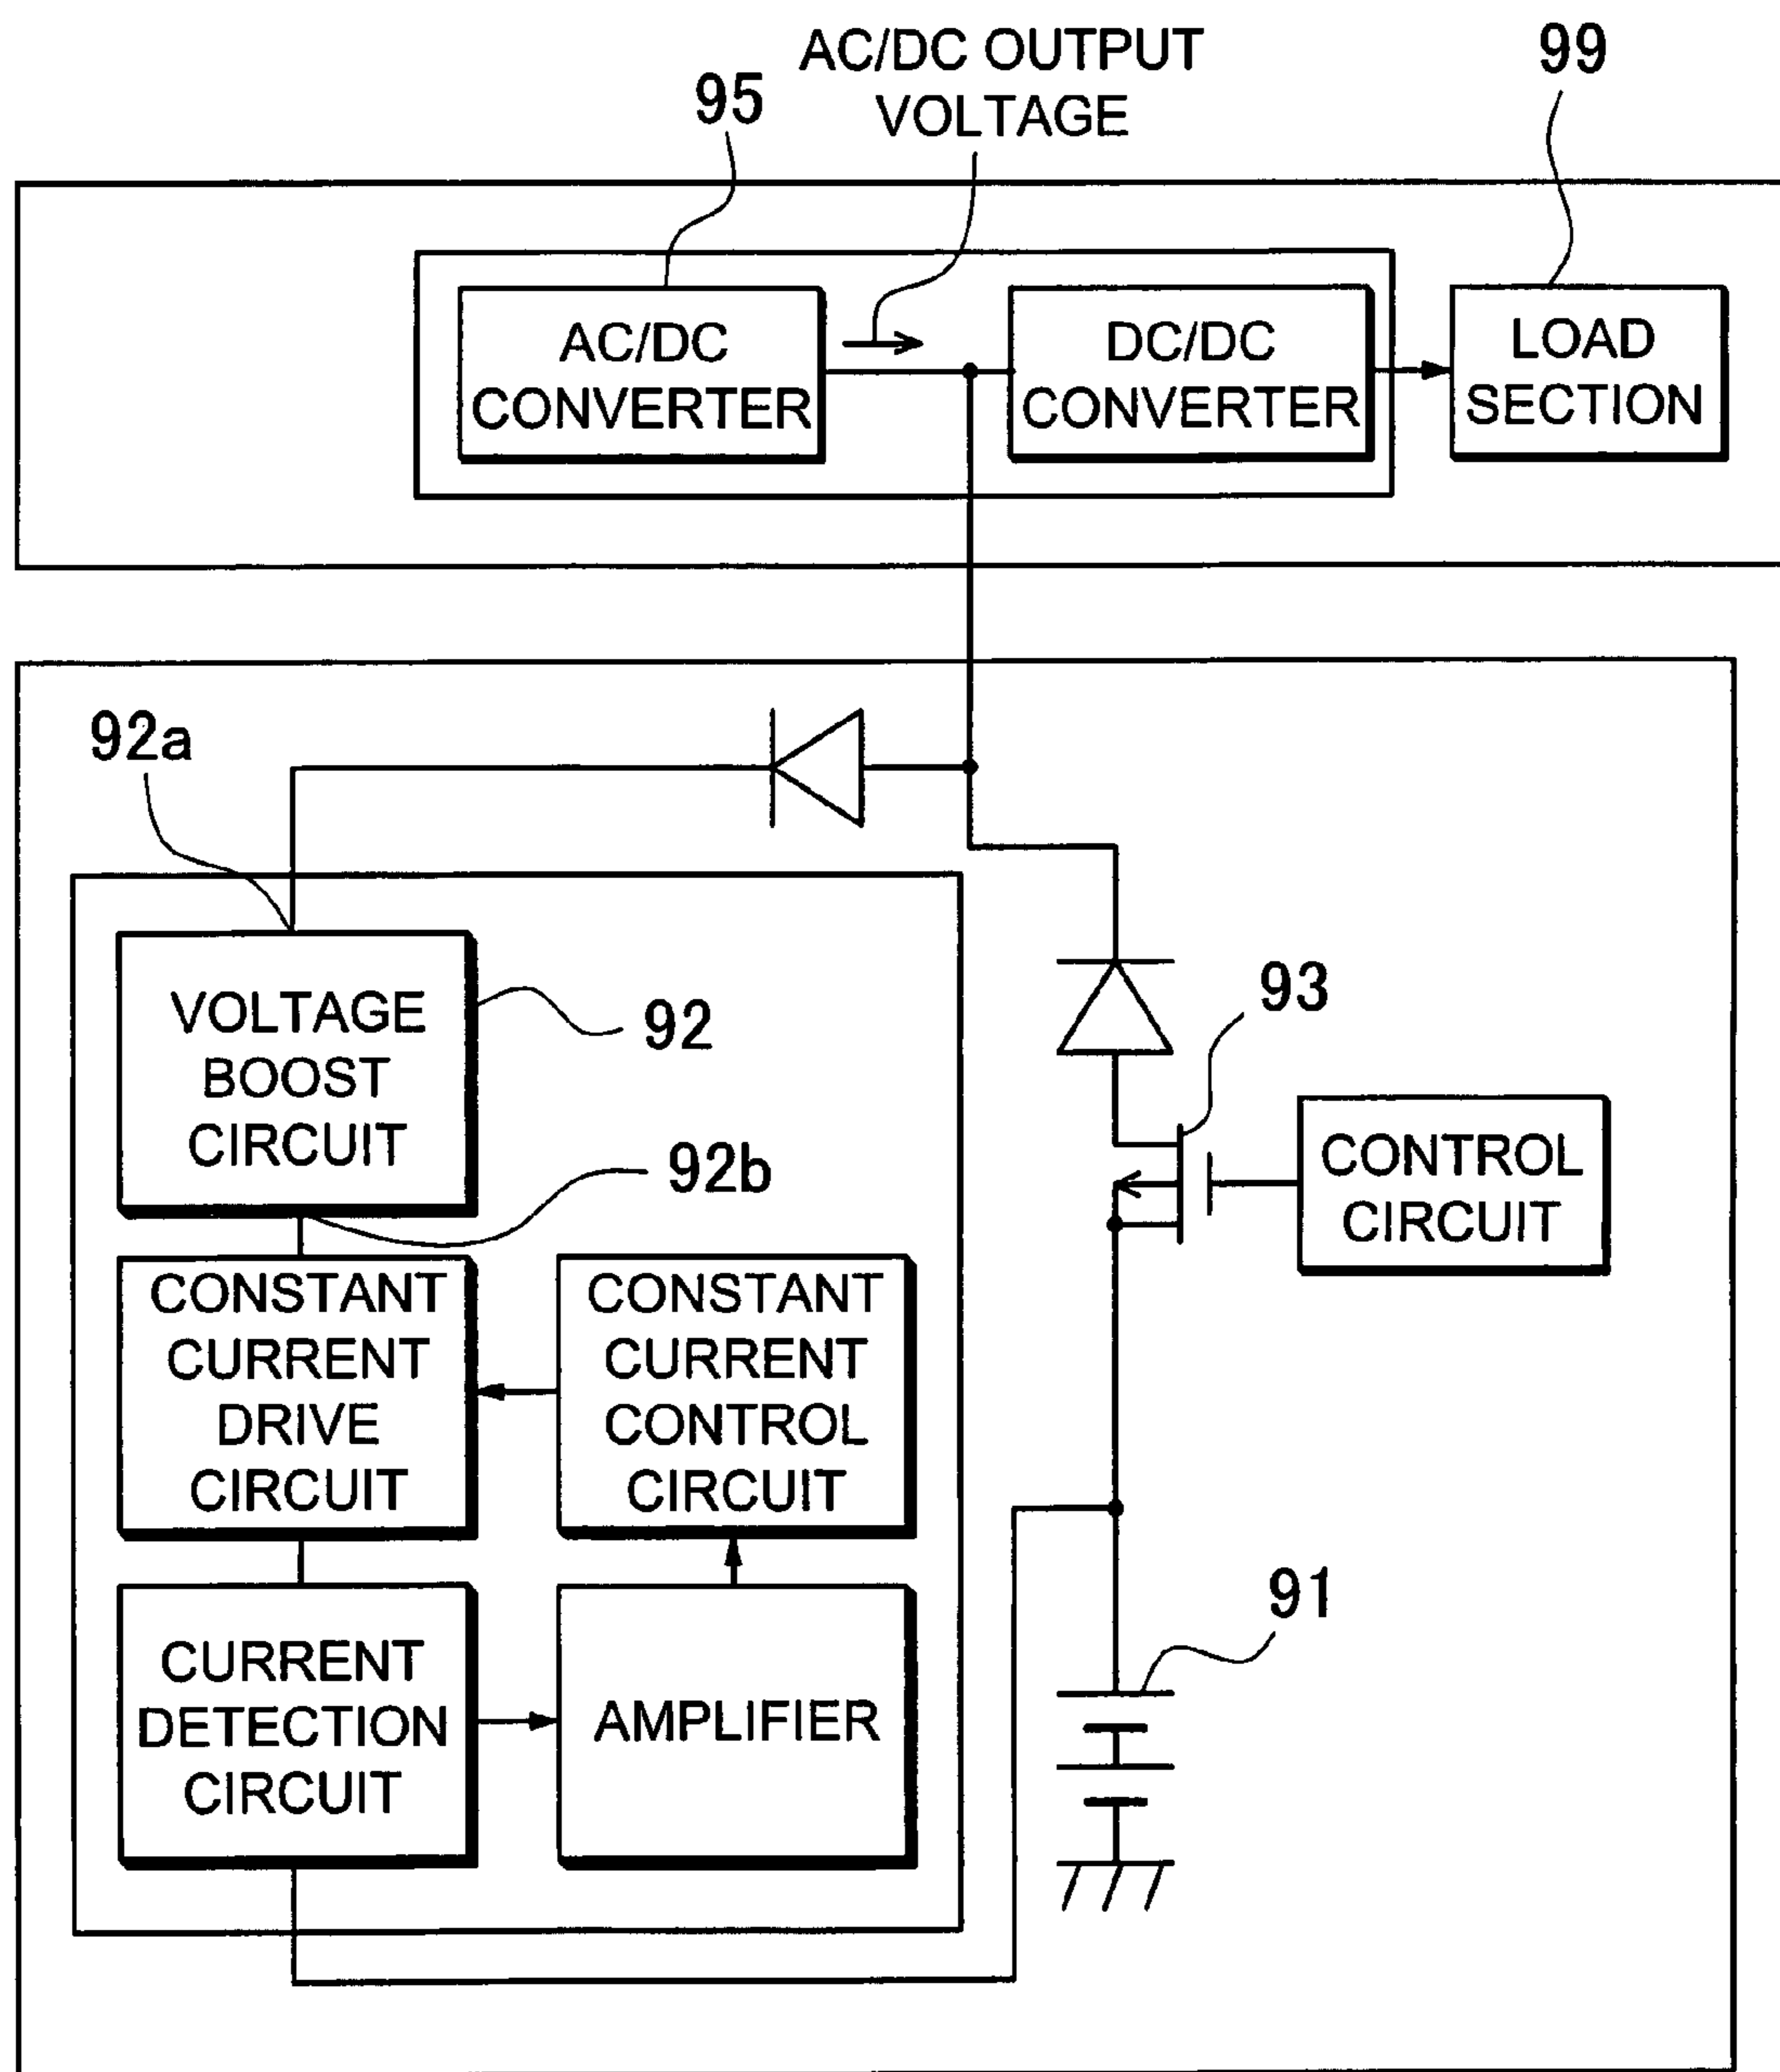 AC/DC OUTPUT
VOLTAGE
95
99
AC/DC
CONVERTER
DC/DC
CONVERTER
LOAD
SECTION
92a
VOLTAGE
BOOST
CIRCUIT
92
93
92b
CONTROL
CIRCUIT
CONSTANT
CURRENT
DRIVE
CIRCUIT
CONSTANT
CURRENT
CONTROL
CIRCUIT
91
CURRENT
DETECTION
CIRCUIT
AMPLIFIER